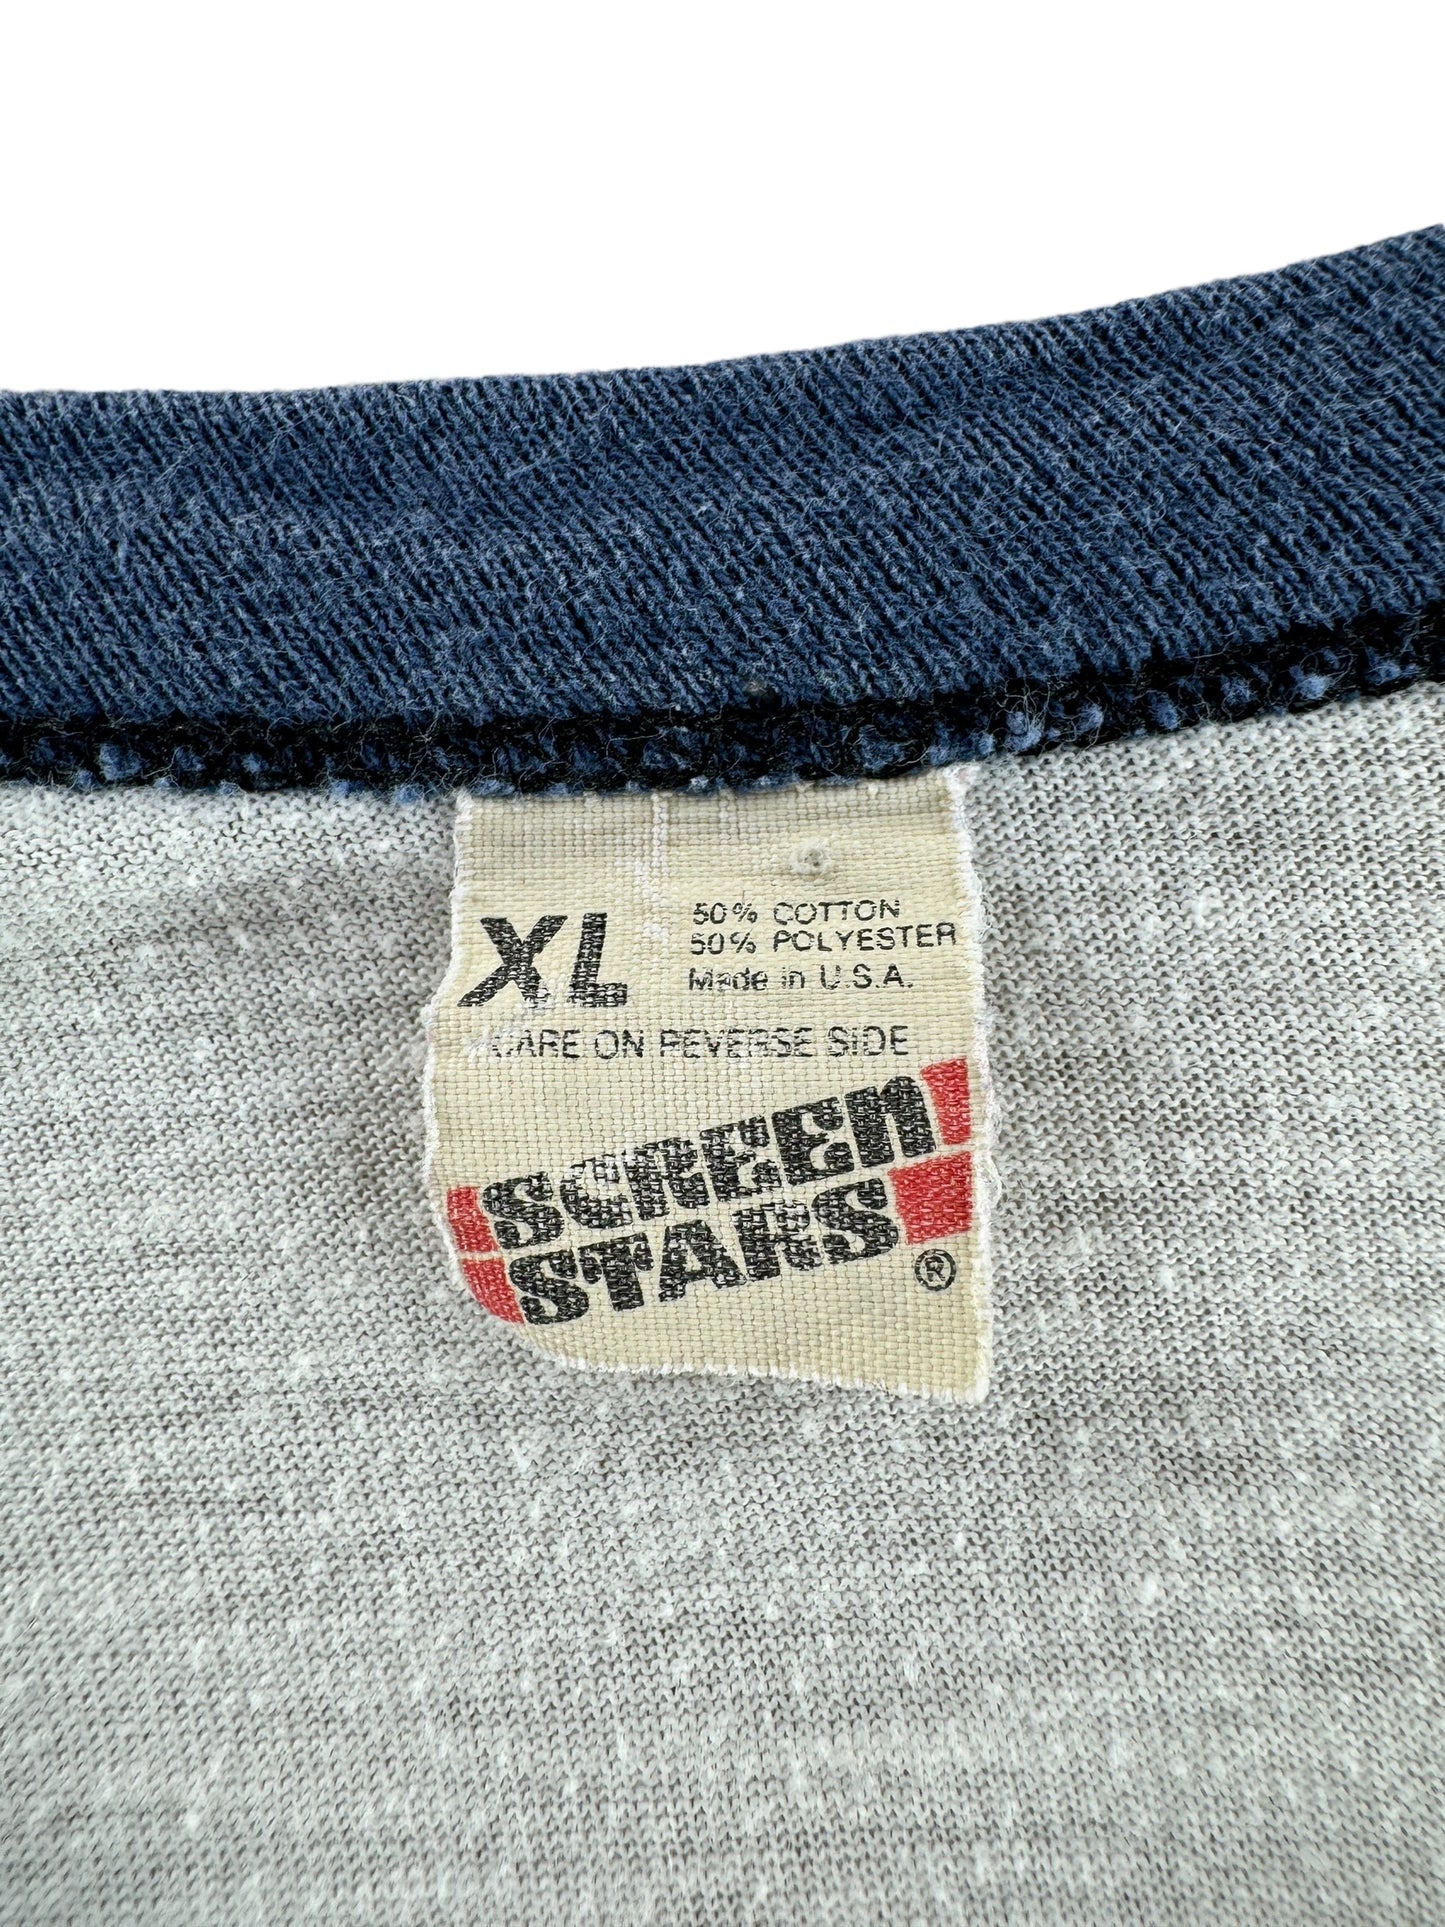 XL
50% COTTON
50% POLYESTER
Made in U.S.A.
CARE ON REVERSE SIDE
SCREEN
STARS
®